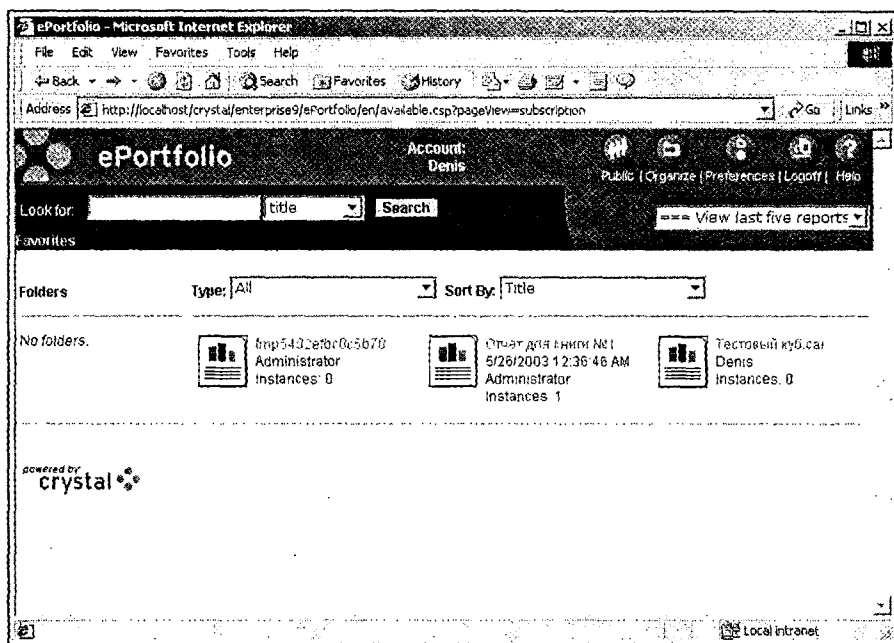 ePortfolio - Microsoft Internet Explorer
File Edit View Favorites Tools Help
Back Search Favorites History
Address http://localhost/crystal/enterprise9/ePortfolio/en/available.csp?pageView=subscription Go Links »
ePortfolio
Account:
Denis
Public | Organize | Preferences | Logoff | Help
Look for: title Search
=== View last five reports
Favorites
Folders Type: All Sort By: Title
No folders.
Administrator
Instances: 0
Отчет для книги №1
5/26/2003 12:36:46 AM
Administrator
Instances: 1
Тестовый куб.car
Denis
Instances: 0
powered by
crystal
Local intranet